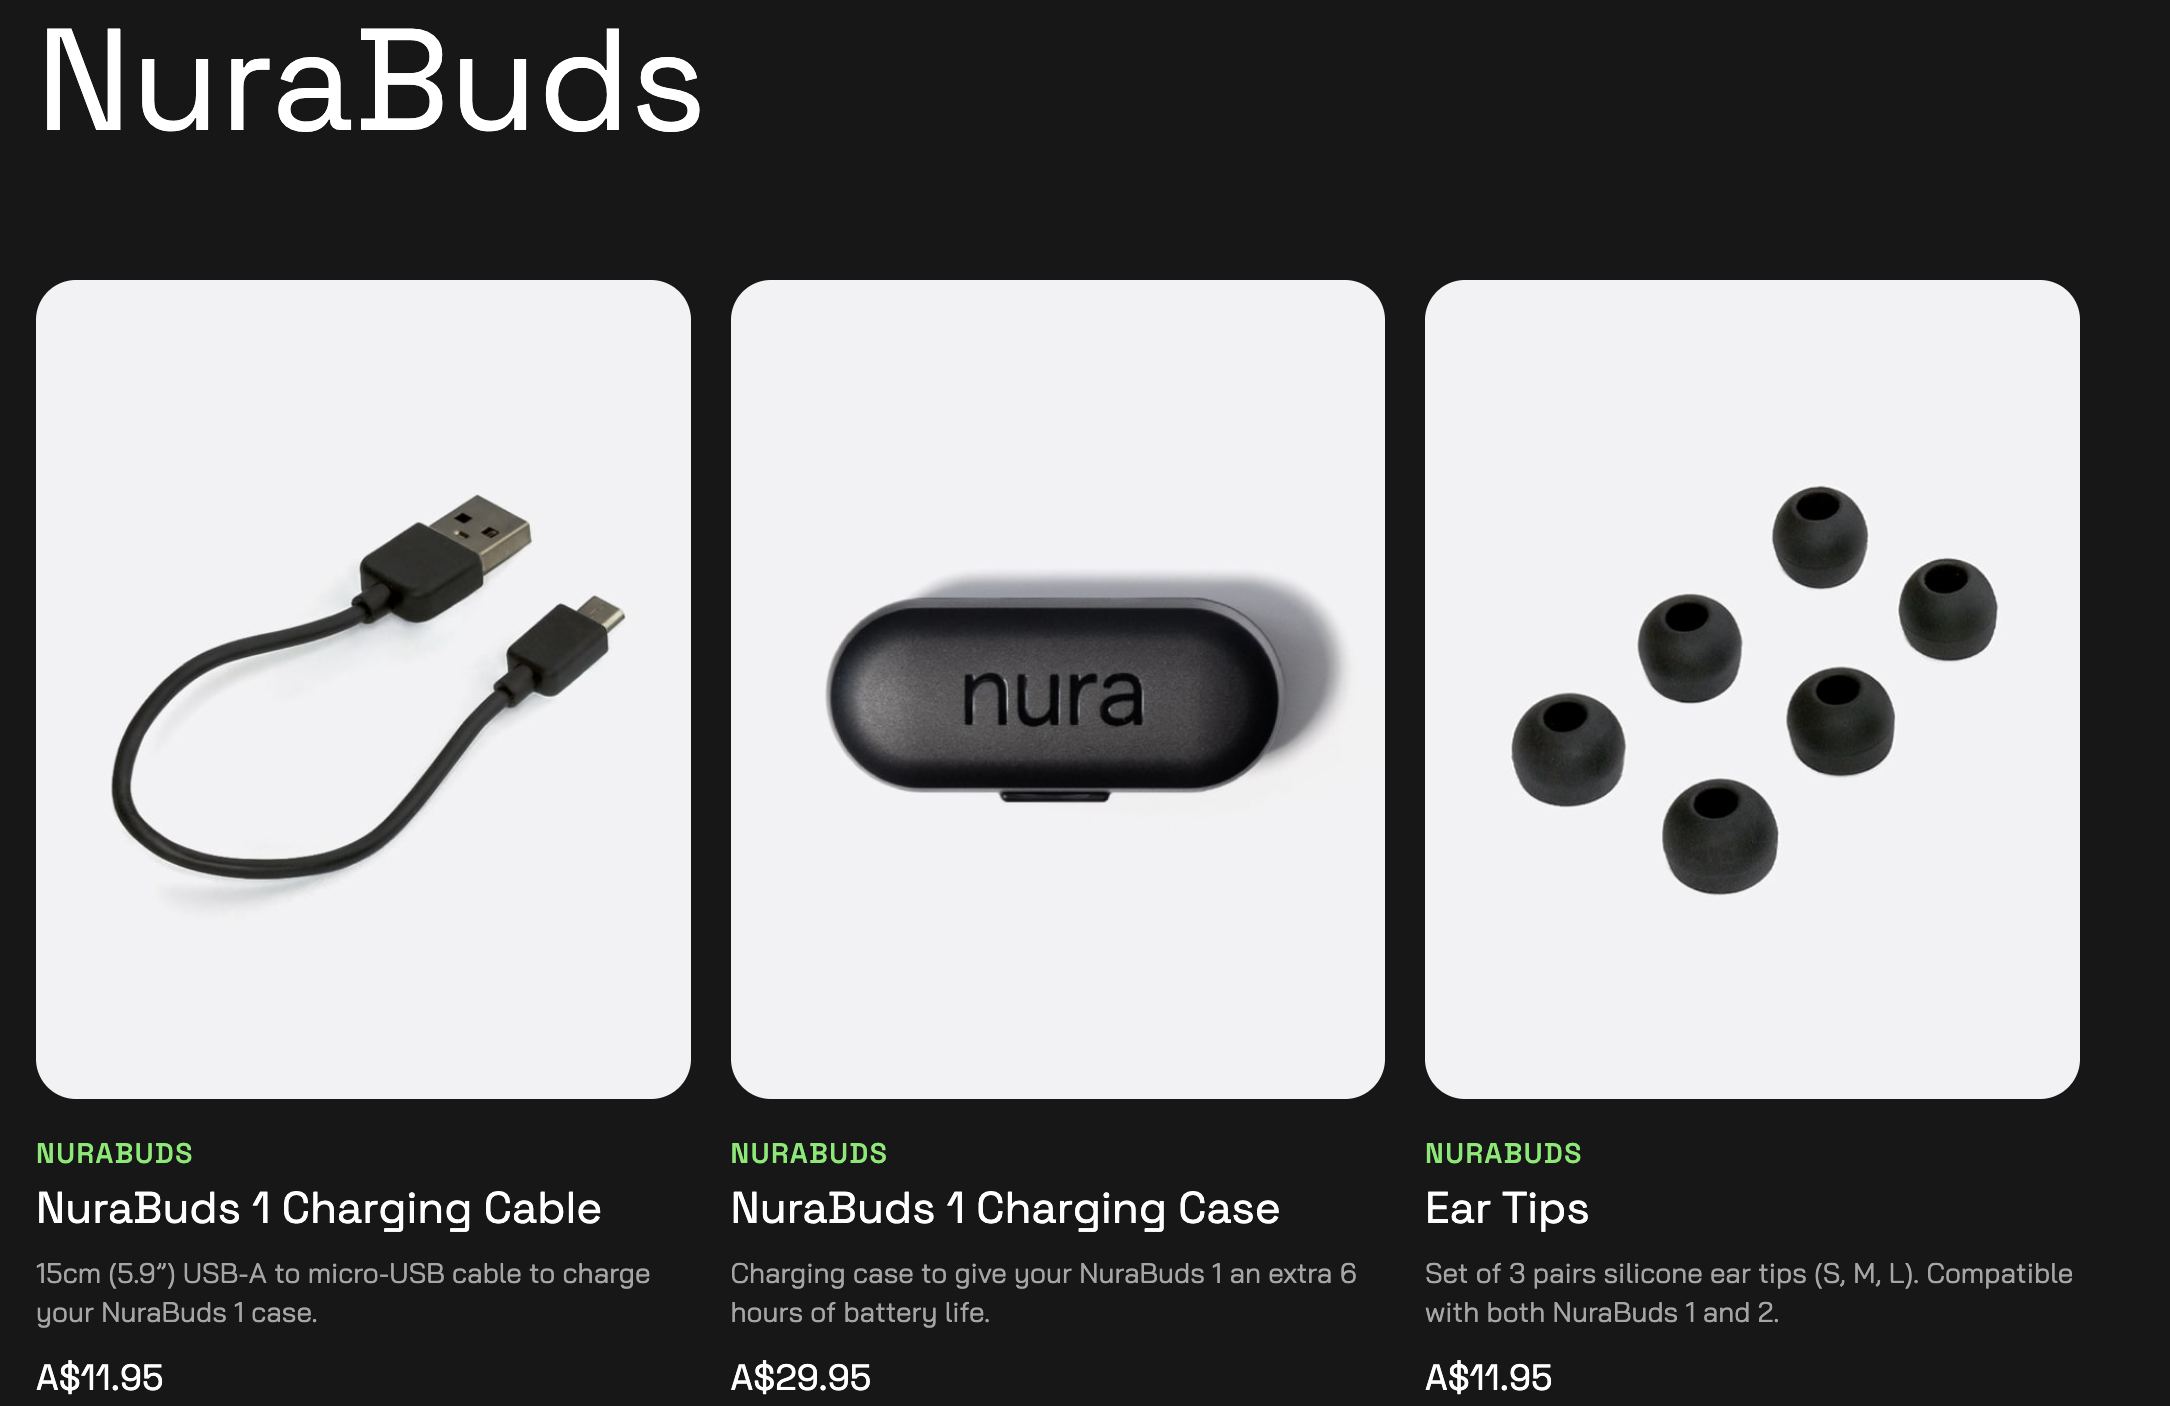 NuraBuds
nura
NURABUDS
NuraBuds 1 Charging Cable
15cm (5.9”) USB-A to micro-USB cable to charge
your NuraBuds 1 case.
A$11.95
NURABUDS
NuraBuds 1 Charging Case
Charging case to give your NuraBuds 1 an extra 6
hours of battery life.
A$29.95
NURABUDS
Ear Tips
Set of 3 pairs silicone ear tips (S, M, L). Compatible
with both NuraBuds 1 and 2.
A$11.95